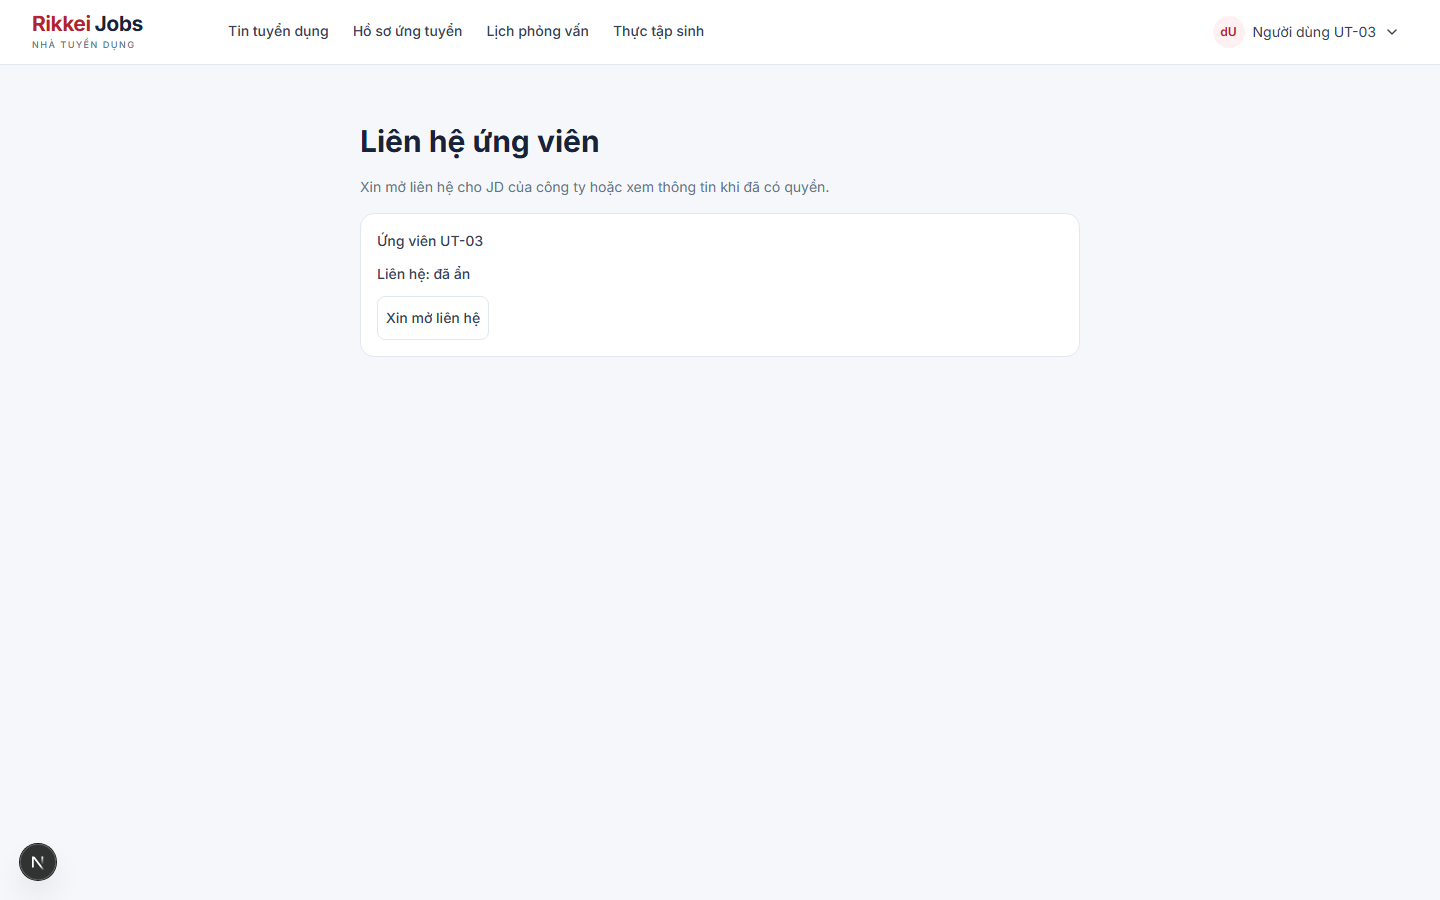 Rikkei Jobs
NHÀ TUYỂN DỤNG
Tin tuyển dụng
Hồ sơ ứng tuyển
Lịch phỏng vấn
Thực tập sinh
dU
Người dùng UT-03
Liên hệ ứng viên
Xin mở liên hệ cho JD của công ty hoặc xem thông tin khi đã có quyền.
Ứng viên UT-03
Liên hệ: đã ẩn
Xin mở liên hệ
N